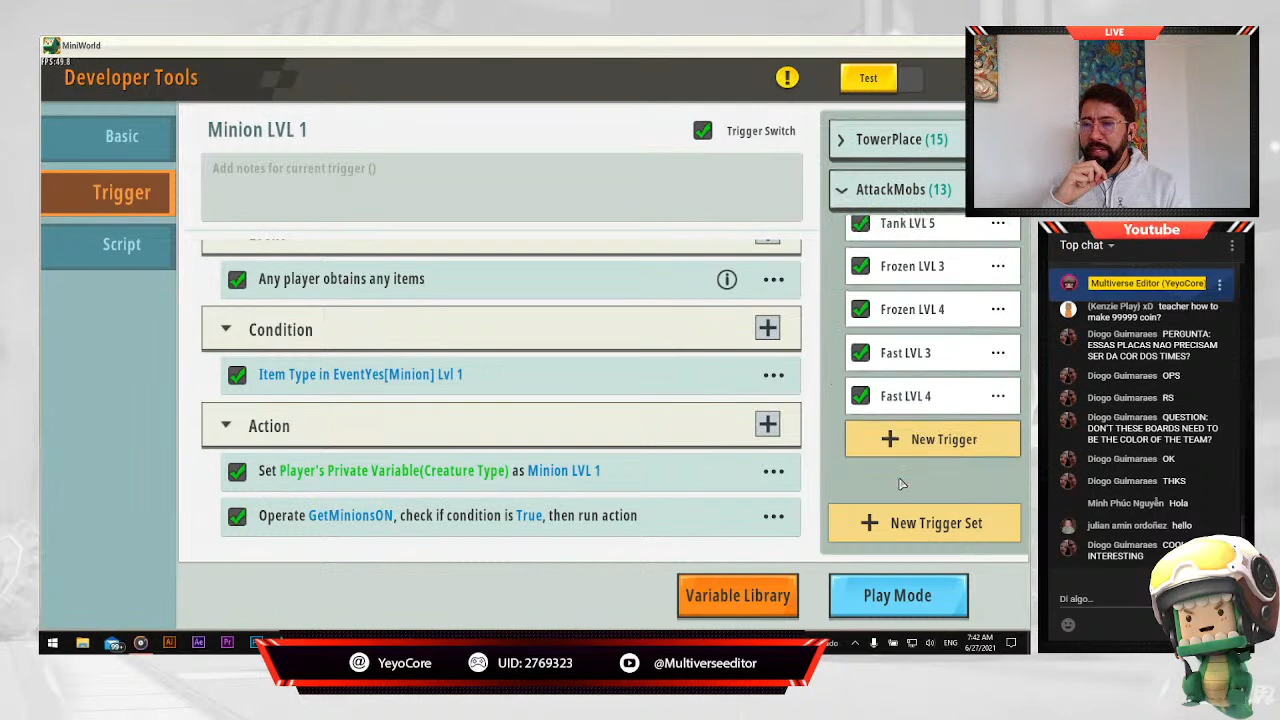 MiniWorld
FPS:49.8
Developer Tools
!
Test
Basic
Trigger
Script
Minion LVL 1
Trigger Switch
Add notes for current trigger ()
Any player obtains any items
Condition
Item Type in EventYes[Minion] Lvl 1
Action
Set Player's Private Variable(Creature Type) as Minion LVL 1
Operate GetMinionsON, check if condition is True, then run action
TowerPlace (15)
AttackMobs (13)
Tank LVL 5
Frozen LVL 3
Frozen LVL 4
Fast LVL 3
Fast LVL 4
New Trigger
New Trigger Set
Variable Library
Play Mode
99+
Ai
Ae
Pr
ENG
7:42 AM
6/27/2021
@ YeyoCore
UID: 2769323
@Multiverseeditor
LIVE
Youtube
Top chat
Multiverse Editor (YeyoCore)
(Kenzie Play) xD teacher how to
make 99999 coin?
Diogo Guimaraes PERGUNTA:
ESSAS PLACAS NAO PRECISAM
SER DA COR DOS TIMES?
Diogo Guimaraes OPS
Diogo Guimaraes RS
Diogo Guimaraes QUESTION:
DON'T THESE BOARDS NEED TO
BE THE COLOR OF THE TEAM?
Diogo Guimaraes OK
Diogo Guimaraes THKS
Minh Phúc Nguyễn Hola
julian amin ordoñez hello
Diogo Guimaraes
INTERESTING
Di algo...